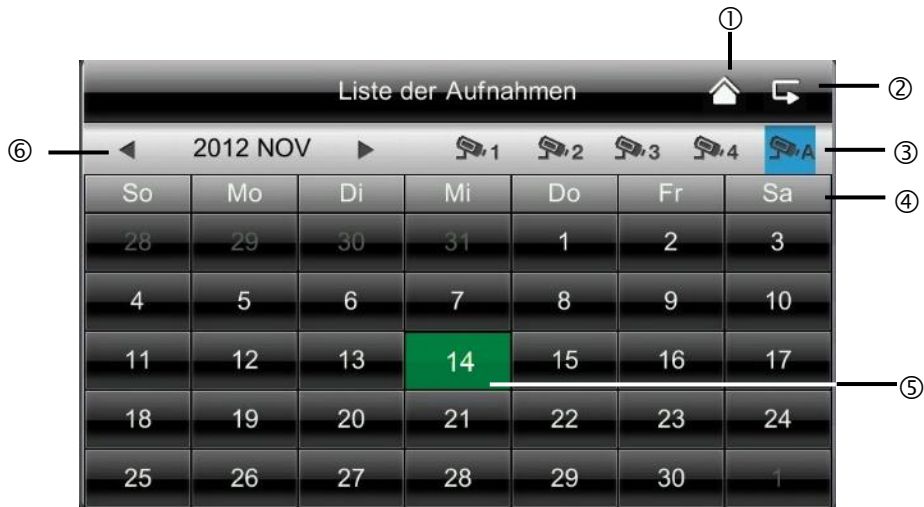 ①
Liste der Aufnahmen ②
⑥ 2012 NOV 1 2 3 4 A ③
So Mo Di Mi Do Fr Sa ④
28 29 30 31 1 2 3
4 5 6 7 8 9 10
11 12 13 14 15 16 17
⑤
18 19 20 21 22 23 24
25 26 27 28 29 30 1